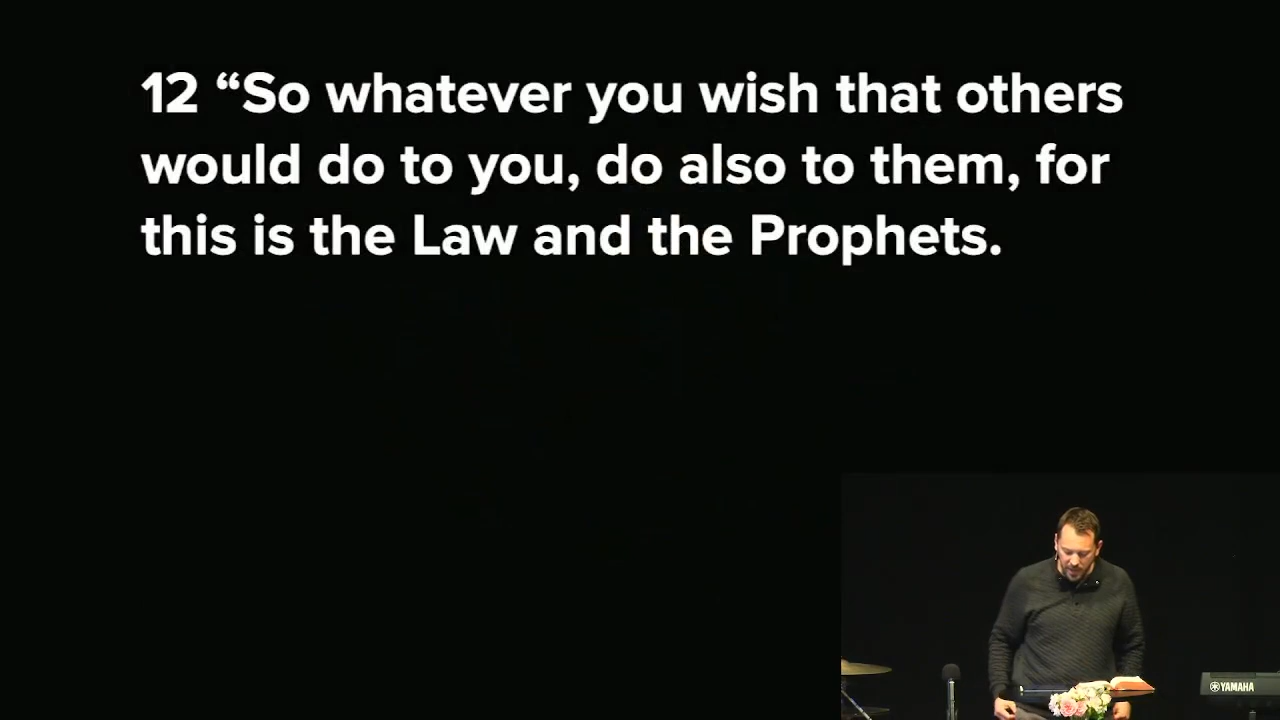 12 “So whatever you wish that others
would do to you, do also to them, for
this is the Law and the Prophets.
YAMAHA